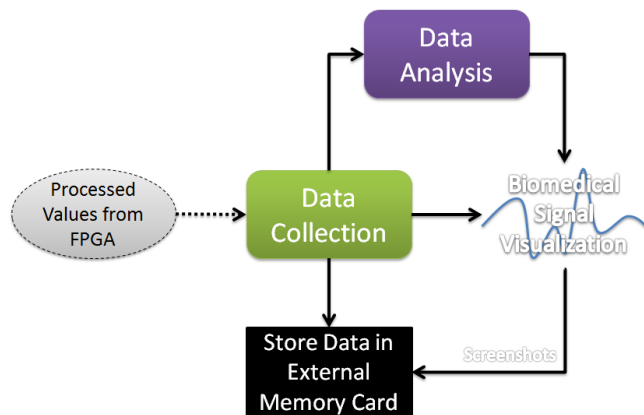 Data
Analysis
Processed
Values from
FPGA
Data
Collection
Biomedical
Signal
Visualization
Store Data in
External
Memory Card
Screenshots